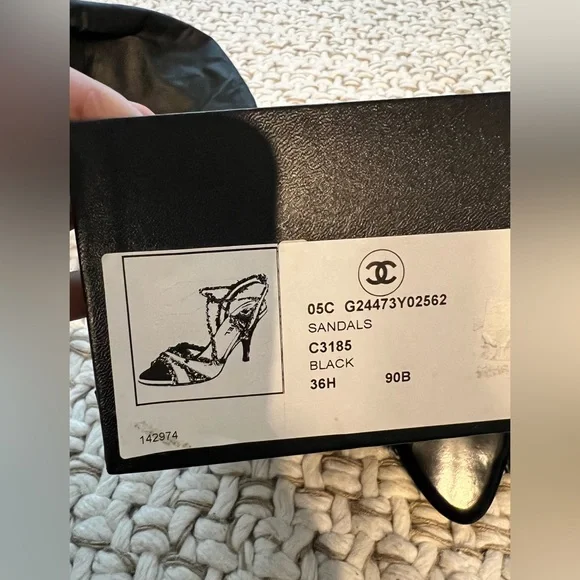 05C G24473Y02562
SANDALS
C3185
BLACK
36H 90B
142974